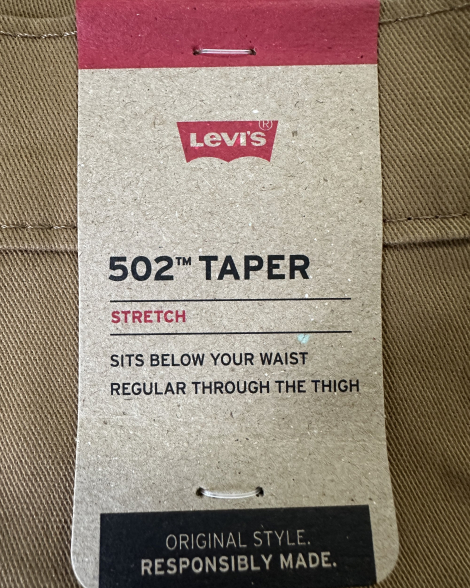 LEVI'S®
502™ TAPER
STRETCH
SITS BELOW YOUR WAIST
REGULAR THROUGH THE THIGH
ORIGINAL STYLE.
RESPONSIBLY MADE.